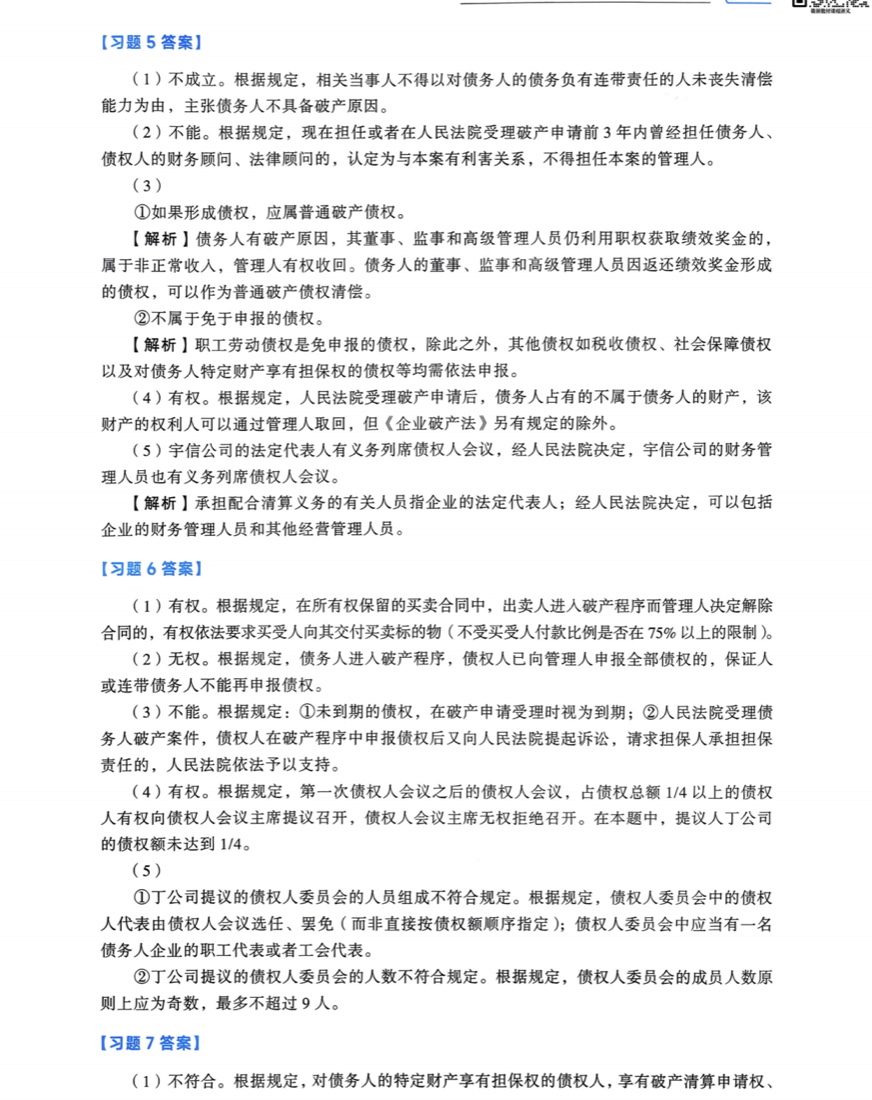 【习题 5 答案】
（1）不成立。根据规定，相关当事人不得以对债务人的债务负有连带责任的人未丧失清偿
能力为由，主张债务人不具备破产原因。
（2）不能。根据规定，现在担任或者在人民法院受理破产申请前 3 年内曾经担任债务人、
债权人的财务顾问、法律顾问的，认定为与本案有利害关系，不得担任本案的管理人。
（3）
①如果形成债权，应属普通破产债权。
【解析】债务人有破产原因，其董事、监事和高级管理人员仍利用职权获取绩效奖金的，
属于非正常收入，管理人有权收回。债务人的董事、监事和高级管理人员因返还绩效奖金形成
的债权，可以作为普通破产债权清偿。
②不属于免于申报的债权。
【解析】职工劳动债权是免申报的债权，除此之外，其他债权如税收债权、社会保障债权
以及对债务人特定财产享有担保权的债权等均需依法申报。
（4）有权。根据规定，人民法院受理破产申请后，债务人占有的不属于债务人的财产，该
财产的权利人可以通过管理人取回，但《企业破产法》另有规定的除外。
（5）宇信公司的法定代表人有义务列席债权人会议，经人民法院决定，宇信公司的财务管
理人员也有义务列席债权人会议。
【解析】承担配合清算义务的有关人员指企业的法定代表人；经人民法院决定，可以包括
企业的财务管理人员和其他经营管理人员。
【习题 6 答案】
（1）有权。根据规定，在所有权保留的买卖合同中，出卖人进入破产程序而管理人决定解除
合同的，有权依法要求买受人向其交付买卖标的物（不受买受人付款比例是否在 75% 以上的限制）。
（2）无权。根据规定，债务人进入破产程序，债权人已向管理人申报全部债权的，保证人
或连带债务人不能再申报债权。
（3）不能。根据规定：①未到期的债权，在破产申请受理时视为到期；②人民法院受理债
务人破产案件，债权人在破产程序中申报债权后又向人民法院提起诉讼，请求担保人承担担保
责任的，人民法院依法予以支持。
（4）有权。根据规定，第一次债权人会议之后的债权人会议，占债权总额 1/4 以上的债权
人有权向债权人会议主席提议召开，债权人会议主席无权拒绝召开。在本题中，提议人丁公司
的债权额未达到 1/4。
（5）
①丁公司提议的债权人委员会的人员组成不符合规定。根据规定，债权人委员会中的债权
人代表由债权人会议选任、罢免（而非直接按债权额顺序指定）；债权人委员会中应当有一名
债务人企业的职工代表或者工会代表。
②丁公司提议的债权人委员会的人数不符合规定。根据规定，债权人委员会的成员人数原
则上应为奇数，最多不超过 9 人。
【习题 7 答案】
（1）不符合。根据规定，对债务人的特定财产享有担保权的债权人，享有破产清算申请权、